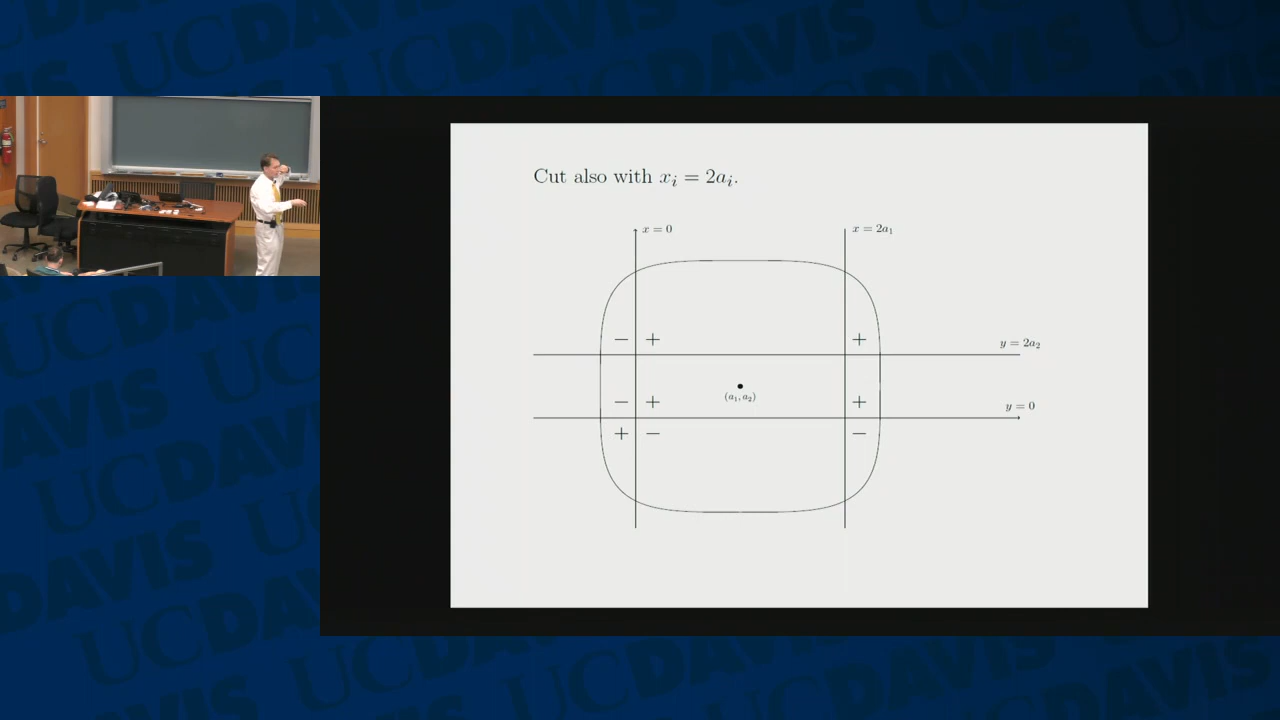 Cut also with $x_i = 2a_i$.
$x = 0$
$x = 2a_1$
− + +
$y = 2a_2$
$(a_1, a_2)$
− + +
$y = 0$
+ − −
UCDAVIS